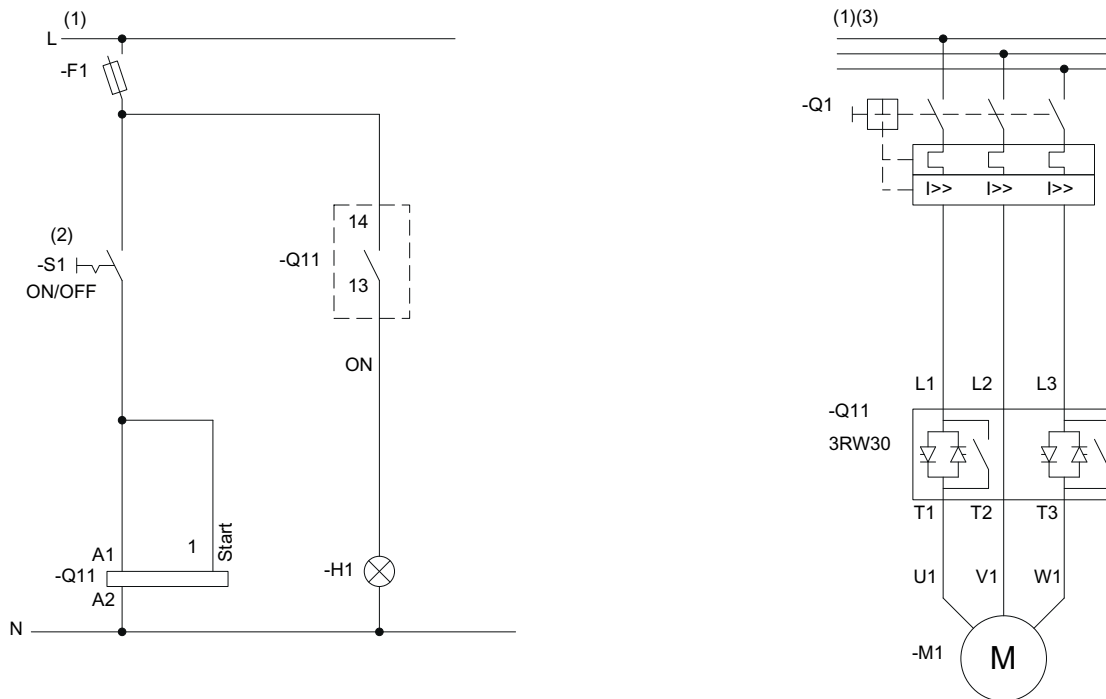 (1)
L
-F1
(2)
-S1
ON/OFF
14
-Q11
13
ON
A1
1
Start
-Q11
A2
-H1
N
(1)(3)
-Q1
I>> I>> I>>
L1 L2 L3
-Q11
3RW30
T1 T2 T3
U1 V1 W1
-M1
M